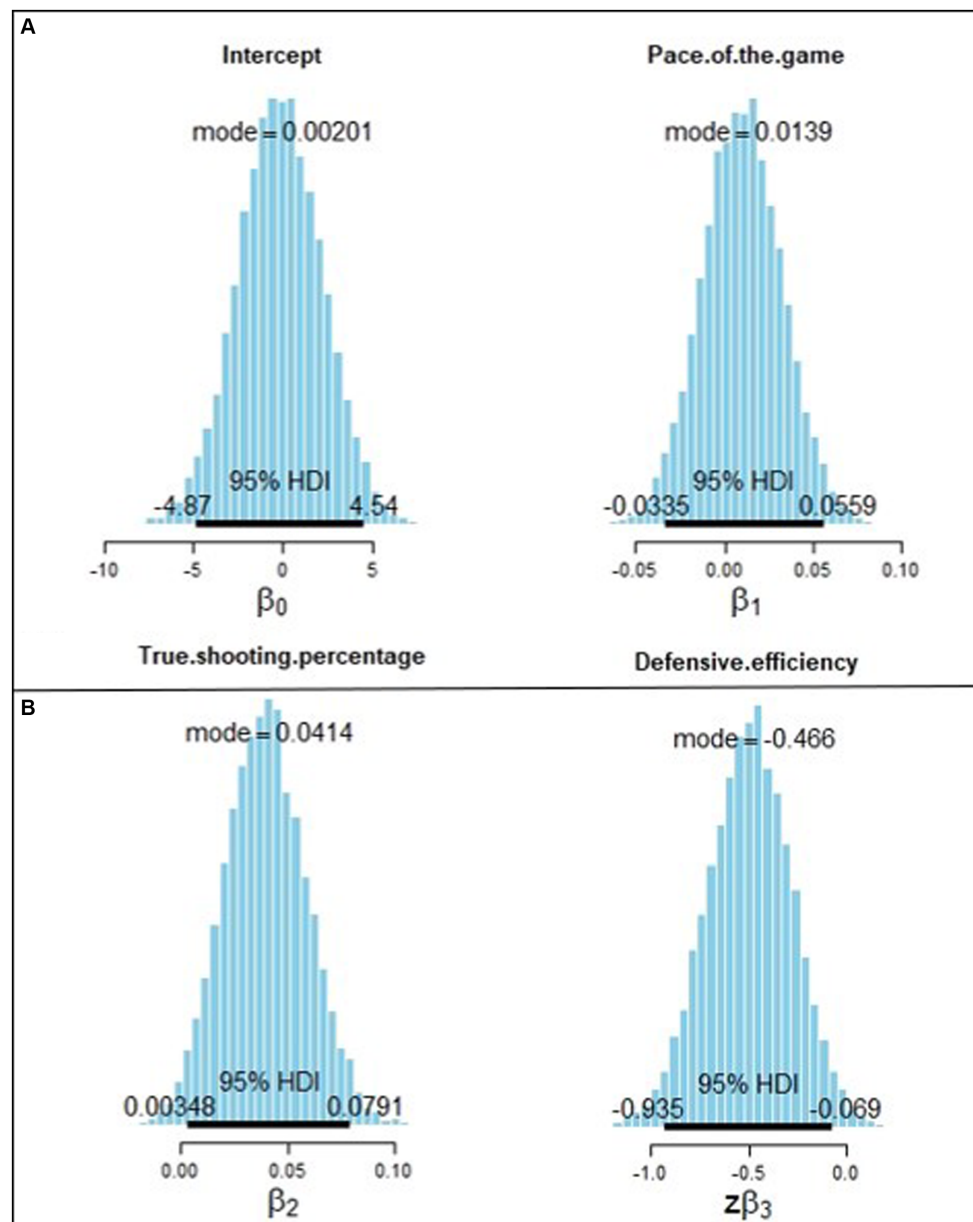 A
Intercept
mode = 0.00201
95% HDI
-4.87 4.54
-10 -5 0 5
β0
Pace.of.the.game
mode = 0.0139
95% HDI
-0.0335 0.0559
-0.05 0.00 0.05 0.10
β1
True.shooting.percentage
Defensive.efficiency
B
mode = 0.0414
95% HDI
0.00348 0.0791
0.00 0.05 0.10
β2
mode = -0.466
95% HDI
-0.935 -0.069
-1.0 -0.5 0.0
zβ3